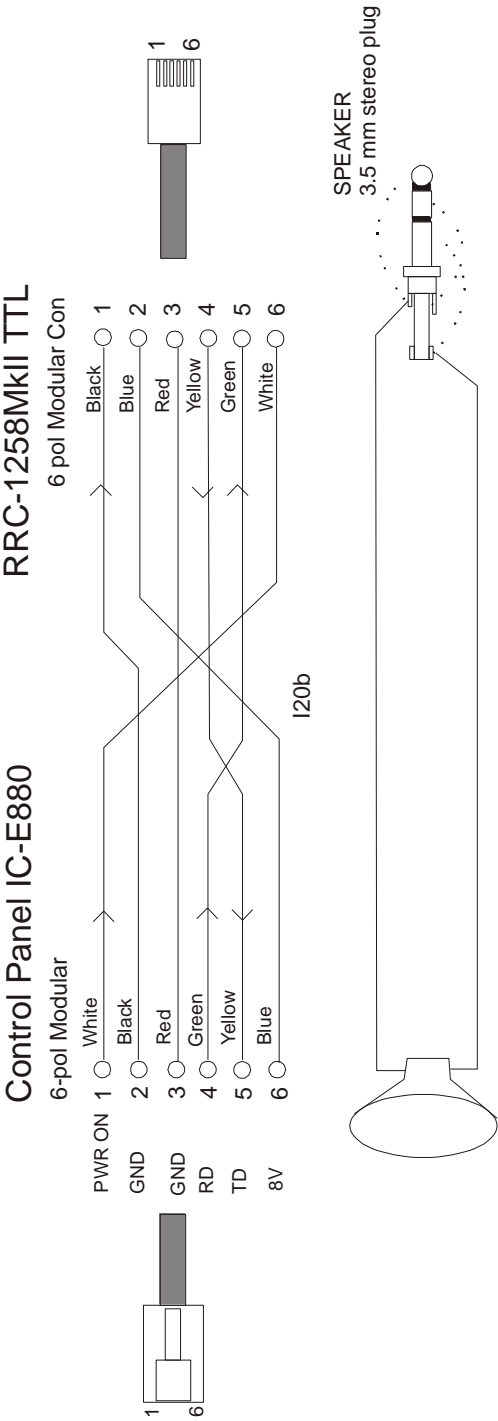 Control Panel IC-E880
RRC-1258MkII TTL
6-pol Modular
6 pol Modular Con
PWR ON 1 White
Black 1
GND 2 Black
Blue 2
GND 3 Red
Red 3
RD 4 Green
Yellow 4
TD 5 Yellow
Green 5
8V 6 Blue
White 6
1
6
1
6
I20b
SPEAKER
3.5 mm stereo plug